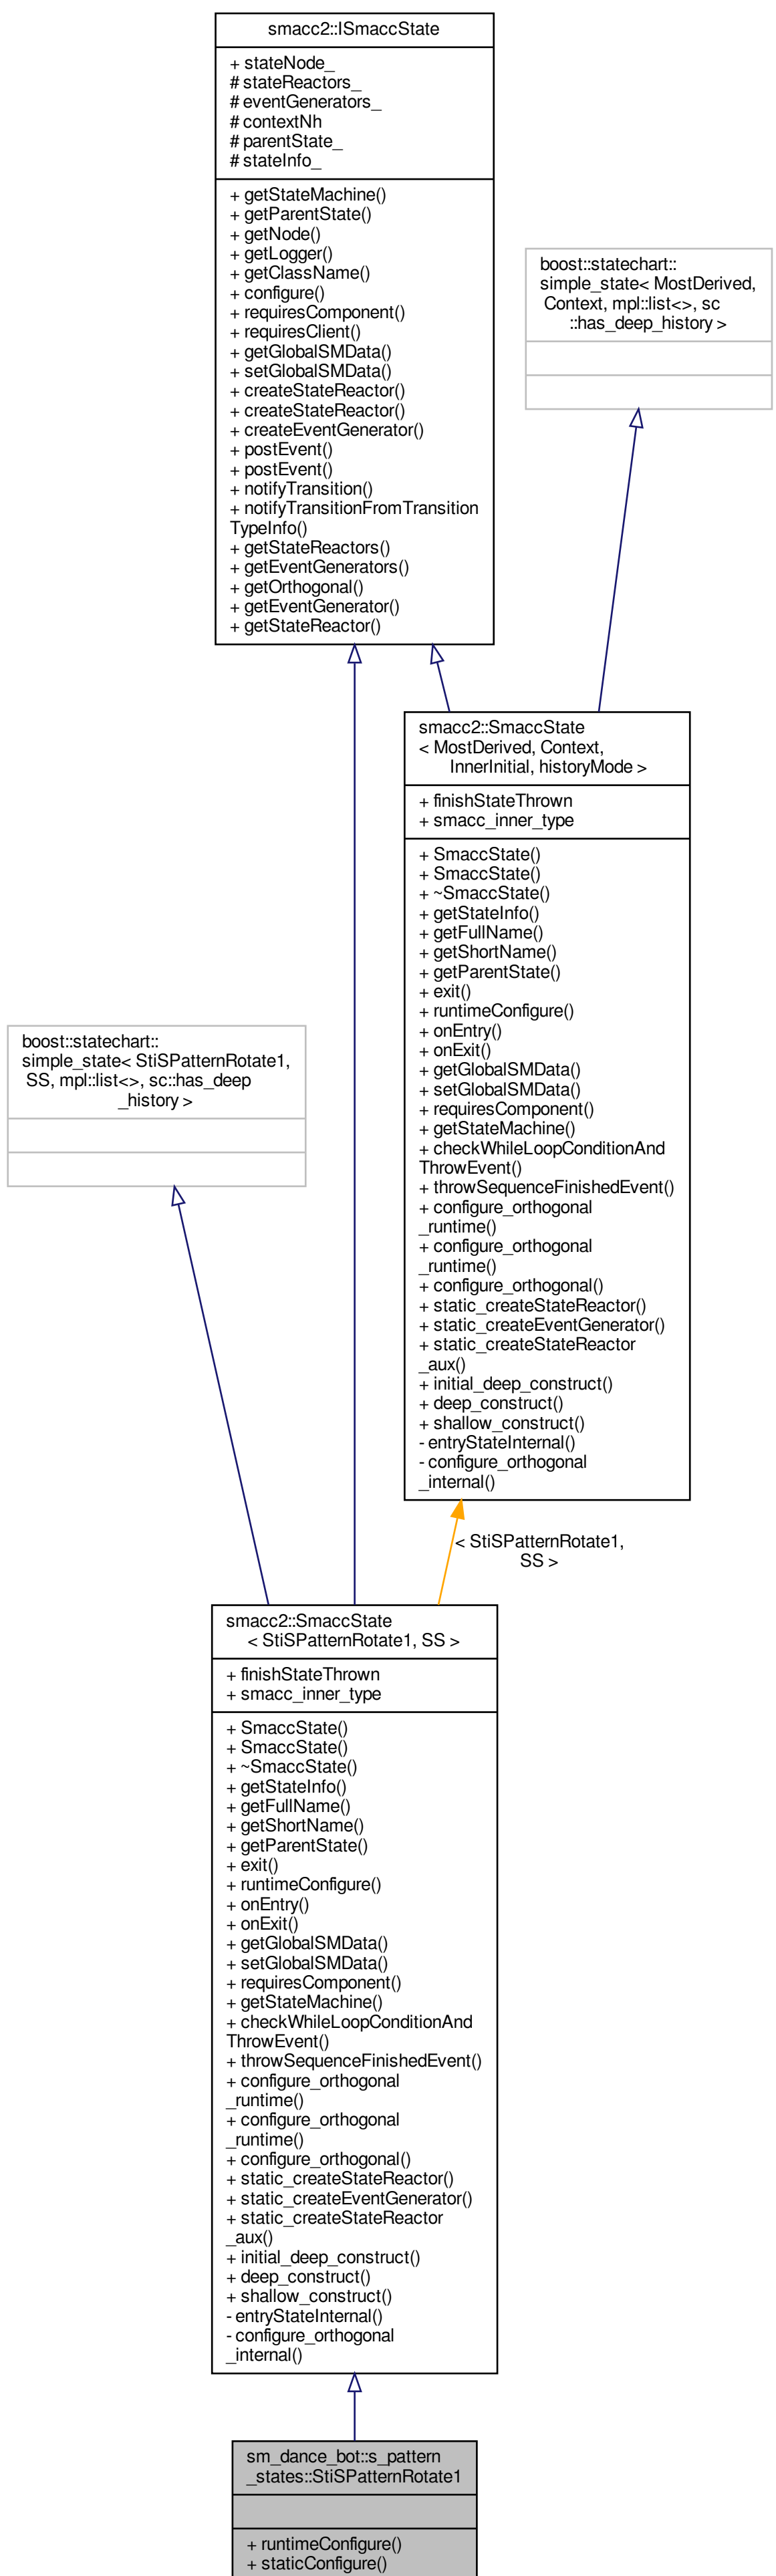 smacc2::ISmaccState
+ stateNode_
# stateReactors_
# eventGenerators_
# contextNh
# parentState_
# stateInfo_
+ getStateMachine()
+ getParentState()
+ getNode()
+ getLogger()
+ getClassName()
+ configure()
+ requiresComponent()
+ requiresClient()
+ getGlobalSMData()
+ setGlobalSMData()
+ createStateReactor()
+ createStateReactor()
+ createEventGenerator()
+ postEvent()
+ postEvent()
+ notifyTransition()
+ notifyTransitionFromTransition
TypeInfo()
+ getStateReactors()
+ getEventGenerators()
+ getOrthogonal()
+ getEventGenerator()
+ getStateReactor()
boost::statechart::
simple_state< MostDerived,
Context, mpl::list<>, sc
::has_deep_history >
smacc2::SmaccState
< MostDerived, Context,
InnerInitial, historyMode >
+ finishStateThrown
+ smacc_inner_type
+ SmaccState()
+ SmaccState()
+ ~SmaccState()
+ getStateInfo()
+ getFullName()
+ getShortName()
+ getParentState()
+ exit()
+ runtimeConfigure()
+ onEntry()
+ onExit()
+ getGlobalSMData()
+ setGlobalSMData()
+ requiresComponent()
+ getStateMachine()
+ checkWhileLoopConditionAnd
ThrowEvent()
+ throwSequenceFinishedEvent()
+ configure_orthogonal
_runtime()
+ configure_orthogonal
_runtime()
+ configure_orthogonal()
+ static_createStateReactor()
+ static_createEventGenerator()
+ static_createStateReactor
_aux()
+ initial_deep_construct()
+ deep_construct()
+ shallow_construct()
- entryStateInternal()
- configure_orthogonal
_internal()
boost::statechart::
simple_state< StiSPatternRotate1,
SS, mpl::list<>, sc::has_deep
_history >
< StiSPatternRotate1,
SS >
smacc2::SmaccState
< StiSPatternRotate1, SS >
+ finishStateThrown
+ smacc_inner_type
+ SmaccState()
+ SmaccState()
+ ~SmaccState()
+ getStateInfo()
+ getFullName()
+ getShortName()
+ getParentState()
+ exit()
+ runtimeConfigure()
+ onEntry()
+ onExit()
+ getGlobalSMData()
+ setGlobalSMData()
+ requiresComponent()
+ getStateMachine()
+ checkWhileLoopConditionAnd
ThrowEvent()
+ throwSequenceFinishedEvent()
+ configure_orthogonal
_runtime()
+ configure_orthogonal
_runtime()
+ configure_orthogonal()
+ static_createStateReactor()
+ static_createEventGenerator()
+ static_createStateReactor
_aux()
+ initial_deep_construct()
+ deep_construct()
+ shallow_construct()
- entryStateInternal()
- configure_orthogonal
_internal()
sm_dance_bot::s_pattern
_states::StiSPatternRotate1
+ runtimeConfigure()
+ staticConfigure()